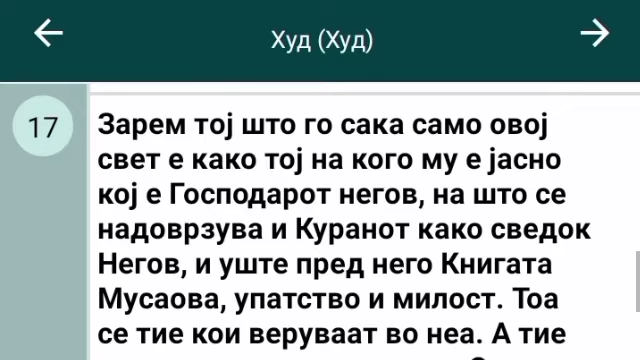 Худ (Худ)
17
Зарем тој што го сака само овој
свет е како тој на кого му е јасно
кој е Господарот негов, на што се
надоврзува и Куранот како сведок
Негов, и уште пред него Книгата
Мусаова, упатство и милост. Тоа
се тие кои веруваат во неа. А тие